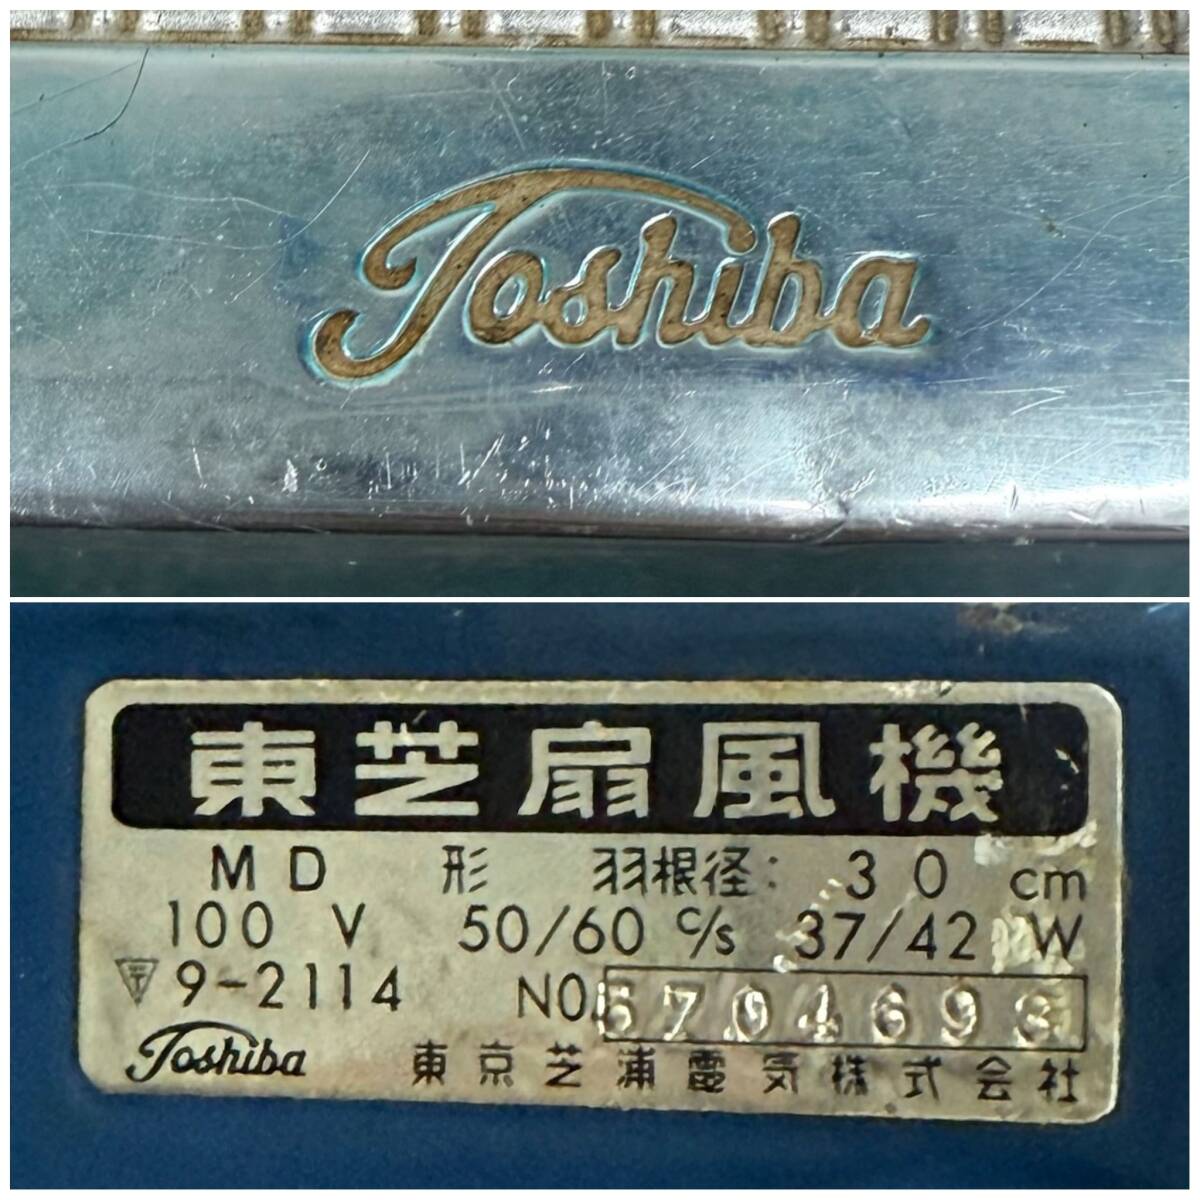 Toshiba
東芝扇風機
MD 形 羽根径: 30 cm
100 V 50/60 c/s 37/42 W
9-2114 NO. 5704693
Toshiba 東京芝浦電気株式会社